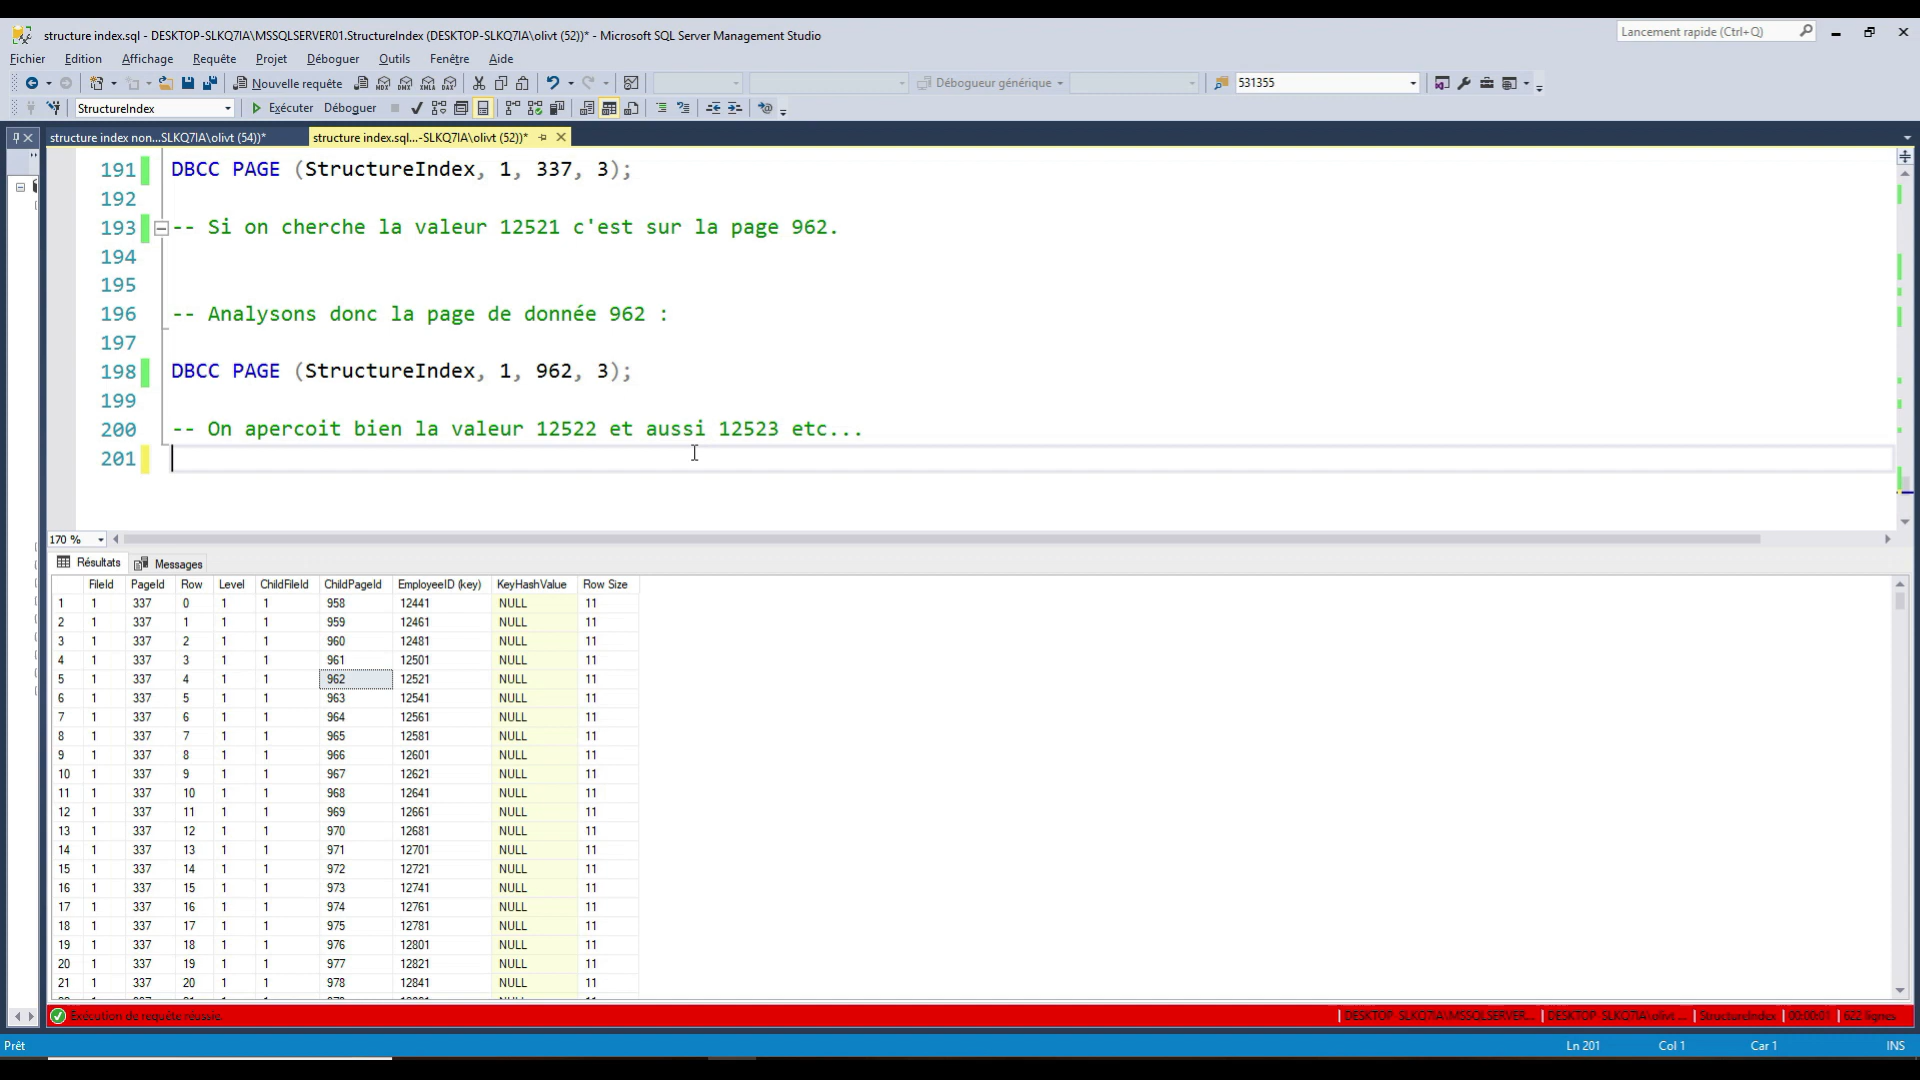 structure index.sql - DESKTOP-SLKQ7IA\MSSQLSERVER01.StructureIndex (DESKTOP-SLKQ7IA\olivt (52))* - Microsoft SQL Server Management Studio
Lancement rapide (Ctrl+Q)
Fichier Edition Affichage Requête Projet Déboguer Outils Fenêtre Aide
Nouvelle requête
Débogueur générique
531355
StructureIndex
Exécuter Déboguer
structure index non...SLKQ7IA\olivt (54))*
structure index.sql...-SLKQ7IA\olivt (52))*
191 DBCC PAGE (StructureIndex, 1, 337, 3);
192
193 -- Si on cherche la valeur 12521 c'est sur la page 962.
194
195
196 -- Analysons donc la page de donnée 962 :
197
198 DBCC PAGE (StructureIndex, 1, 962, 3);
199
200 -- On apercoit bien la valeur 12522 et aussi 12523 etc...
201
170 %
Résultats Messages
FileId PageId Row Level ChildFileId ChildPageId EmployeeID (key) KeyHashValue Row Size
1 1 337 0 1 1 958 12441 NULL 11
2 1 337 1 1 1 959 12461 NULL 11
3 1 337 2 1 1 960 12481 NULL 11
4 1 337 3 1 1 961 12501 NULL 11
5 1 337 4 1 1 962 12521 NULL 11
6 1 337 5 1 1 963 12541 NULL 11
7 1 337 6 1 1 964 12561 NULL 11
8 1 337 7 1 1 965 12581 NULL 11
9 1 337 8 1 1 966 12601 NULL 11
10 1 337 9 1 1 967 12621 NULL 11
11 1 337 10 1 1 968 12641 NULL 11
12 1 337 11 1 1 969 12661 NULL 11
13 1 337 12 1 1 970 12681 NULL 11
14 1 337 13 1 1 971 12701 NULL 11
15 1 337 14 1 1 972 12721 NULL 11
16 1 337 15 1 1 973 12741 NULL 11
17 1 337 16 1 1 974 12761 NULL 11
18 1 337 17 1 1 975 12781 NULL 11
19 1 337 18 1 1 976 12801 NULL 11
20 1 337 19 1 1 977 12821 NULL 11
21 1 337 20 1 1 978 12841 NULL 11
Exécution de requête réussie.
DESKTOP-SLKQ7IA\MSSQLSERVER... DESKTOP-SLKQ7IA\olivt ... StructureIndex 00:00:01 622 lignes
Prêt Ln 201 Col 1 Car 1 INS